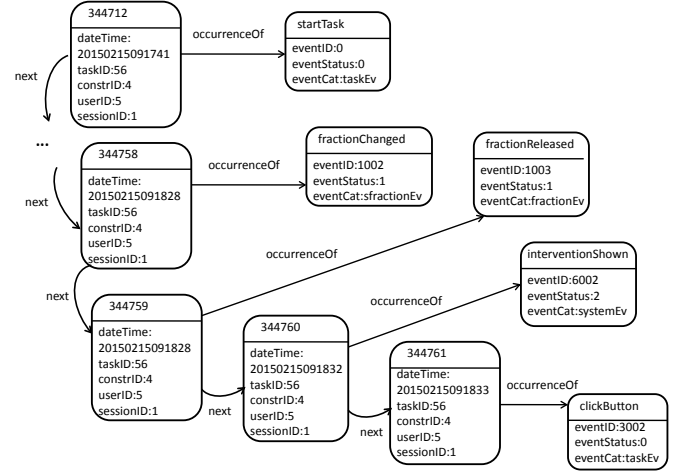 344712
dateTime:
20150215091741
taskID:56
constrID:4
userID:5
sessionID:1
occurrenceOf
startTask
eventID:0
eventStatus:0
eventCat:taskEv
next
...
344758
dateTime:
20150215091828
taskID:56
constrID:4
userID:5
sessionID:1
occurrenceOf
fractionChanged
eventID:1002
eventStatus:1
eventCat:sfractionEv
fractionReleased
eventID:1003
eventStatus:1
eventCat:fractionEv
next
occurrenceOf
next
344759
dateTime:
20150215091828
taskID:56
constrID:4
userID:5
sessionID:1
interventionShown
eventID:6002
eventStatus:2
eventCat:systemEv
occurrenceOf
344760
dateTime:
20150215091832
taskID:56
constrID:4
userID:5
sessionID:1
next
344761
dateTime:
20150215091833
taskID:56
constrID:4
userID:5
sessionID:1
next
occurrenceOf
clickButton
eventID:3002
eventStatus:0
eventCat:taskEv